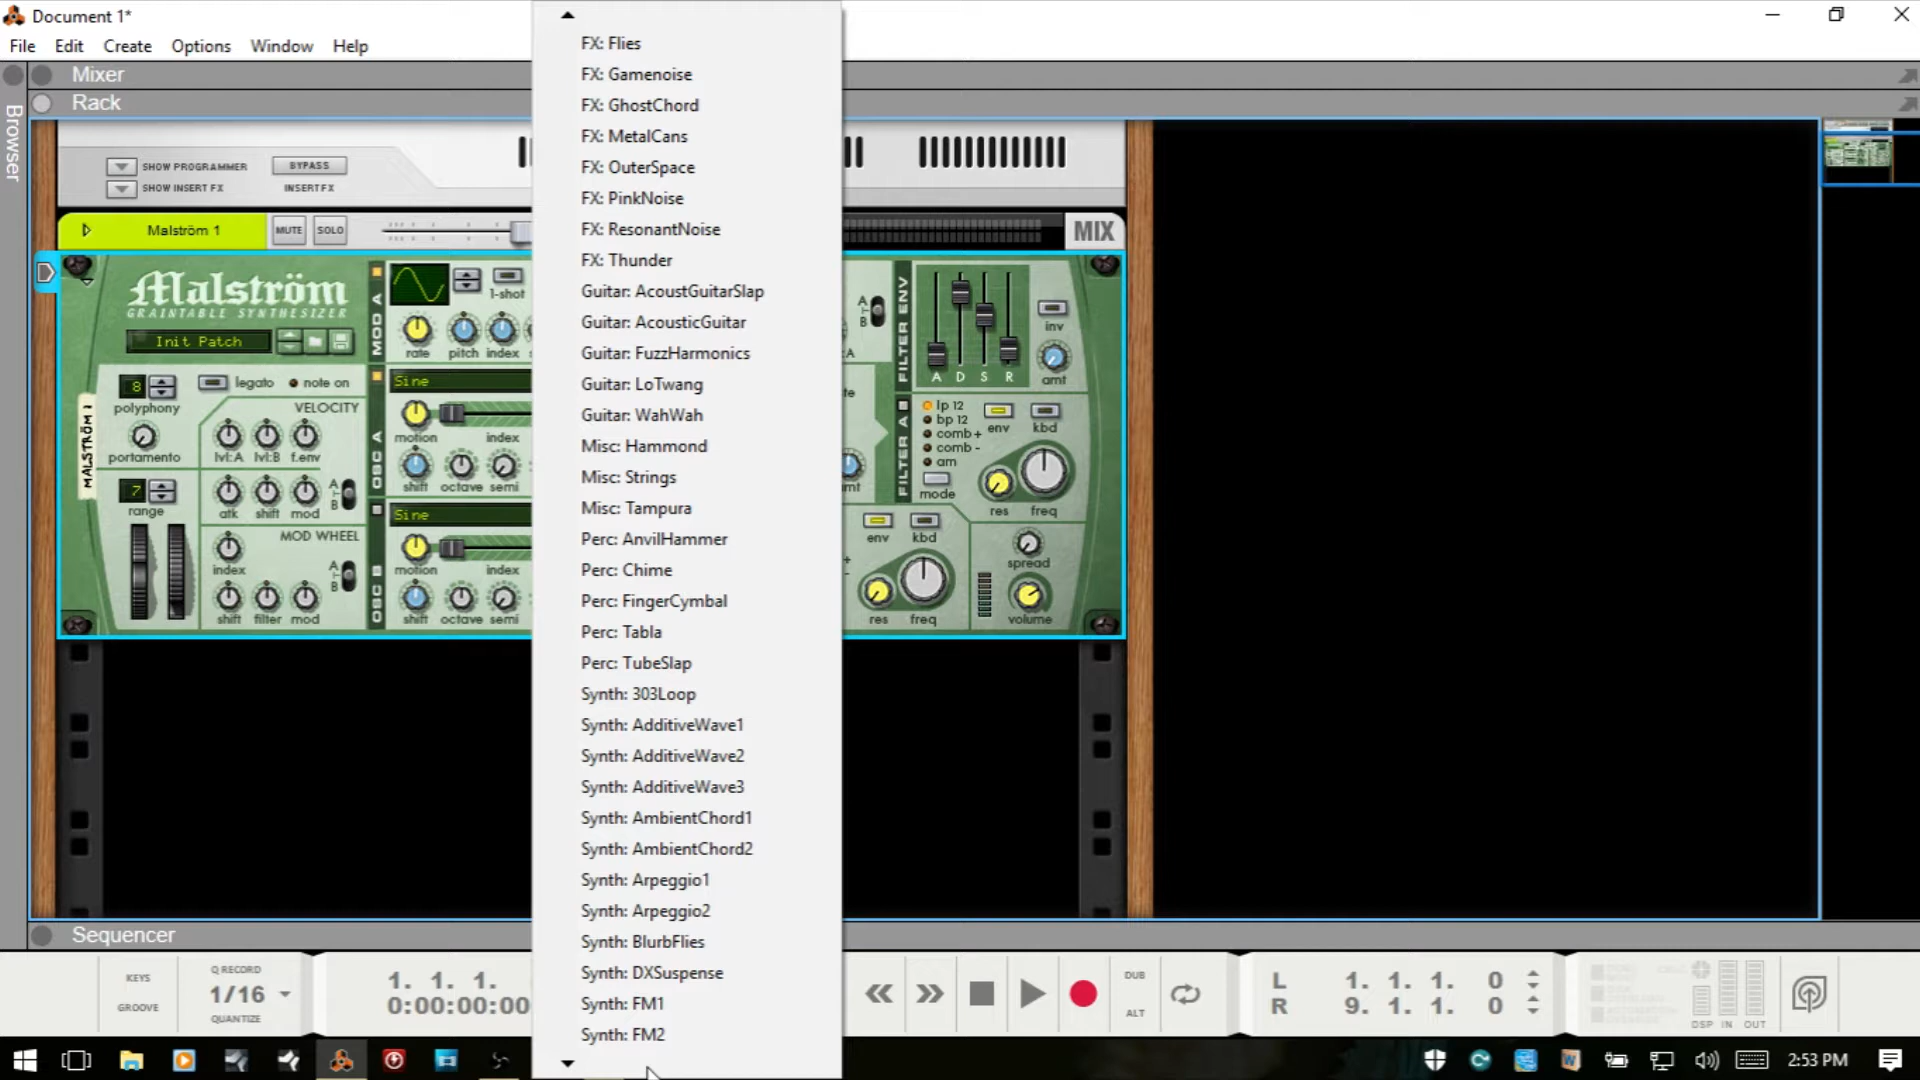 Document 1*
File Edit Create Options Window Help
Mixer
Rack
Browser
SHOW PROGRAMMER
BYPASS
SHOW INSERT FX
INSERT FX
Malström 1
MUTE
SOLO
MIX
Malström
GRAINTABLE SYNTHESIZER
Init Patch
MALSTRÖM 1
8
polyphony
legato
note on
VELOCITY
portamento
lvl:A lvl:B f.env
7
range
atk shift mod
A
B
MOD WHEEL
index
A
B
shift filter mod
MOD A
1-shot
rate pitch index
OSC A
Sine
motion
index
shift octave semi
OSC B
Sine
motion
index
shift octave semi
FX: Flies
FX: Gamenoise
FX: GhostChord
FX: MetalCans
FX: OuterSpace
FX: PinkNoise
FX: ResonantNoise
FX: Thunder
Guitar: AcoustGuitarSlap
Guitar: AcousticGuitar
Guitar: FuzzHarmonics
Guitar: LoTwang
Guitar: WahWah
Misc: Hammond
Misc: Strings
Misc: Tampura
Perc: AnvilHammer
Perc: Chime
Perc: FingerCymbal
Perc: Tabla
Perc: TubeSlap
Synth: 303Loop
Synth: AdditiveWave1
Synth: AdditiveWave2
Synth: AdditiveWave3
Synth: AmbientChord1
Synth: AmbientChord2
Synth: Arpeggio1
Synth: Arpeggio2
Synth: BlurbFlies
Synth: DXSuspense
Synth: FM1
Synth: FM2
A
B
FILTER ENV
A D S R
inv
amt
FILTER A
lp 12
bp 12
comb +
comb -
am
env
kbd
mode
res
freq
env
kbd
res
freq
spread
volume
Sequencer
KEYS
GROOVE
Q RECORD
1/16
QUANTIZE
1. 1. 1.
0:00:00:00
DUB
ALT
L 1. 1. 1. 0
R 9. 1. 1. 0
DSP IN OUT
2:53 PM